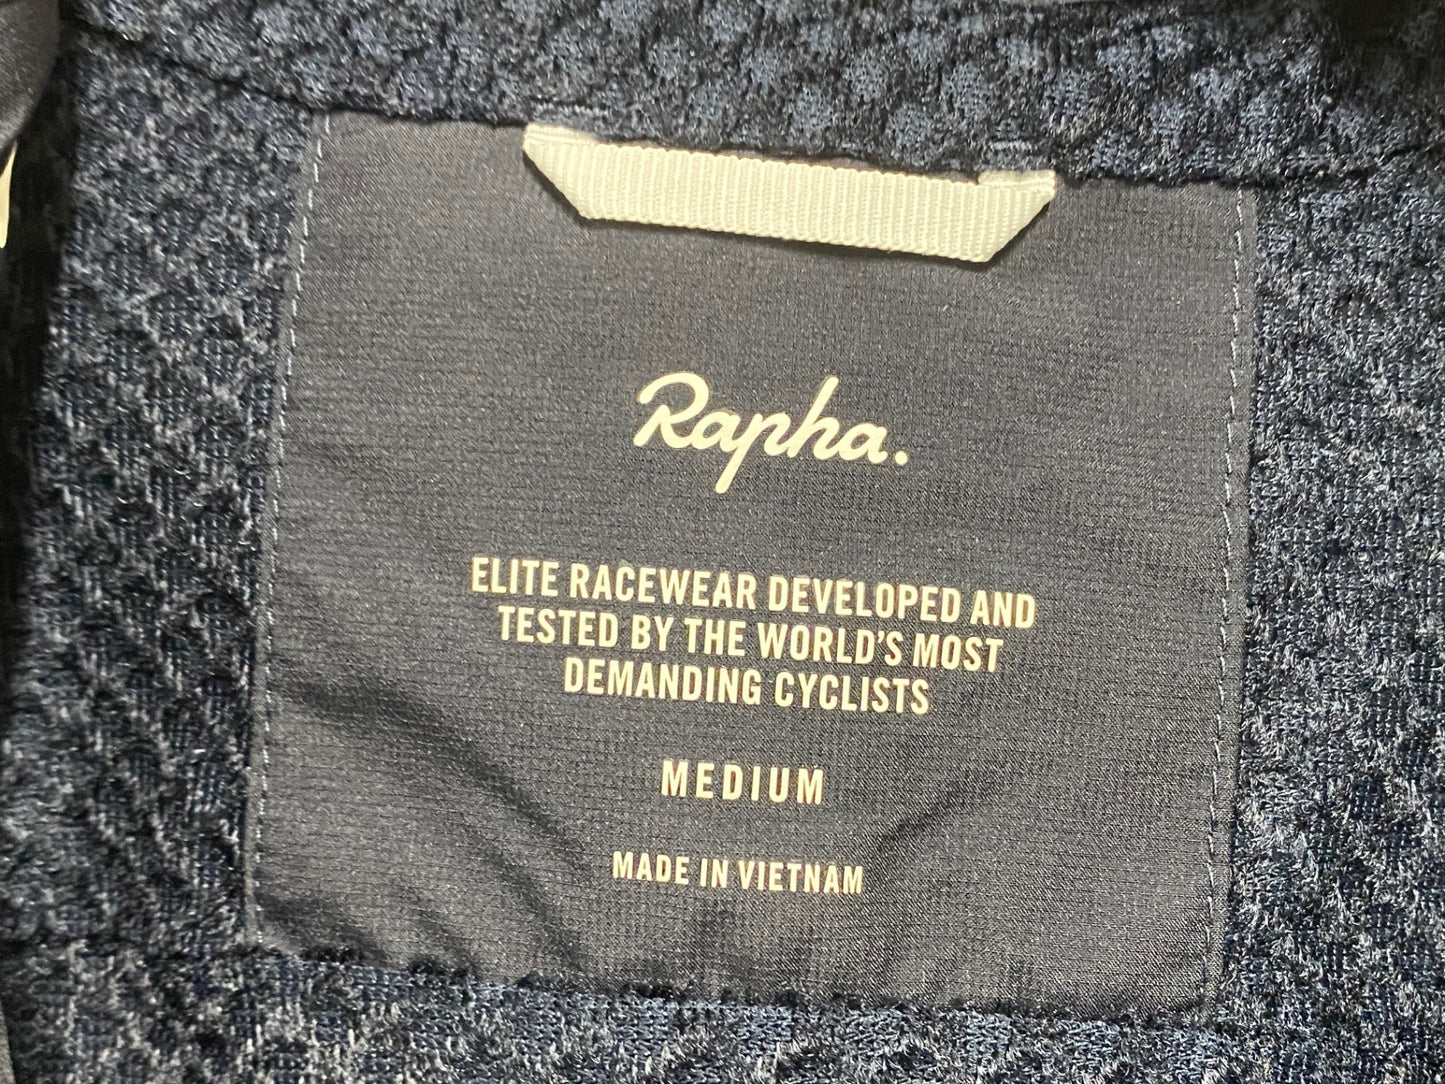 Rapha.
ELITE RACEWEAR DEVELOPED AND
TESTED BY THE WORLD'S MOST
DEMANDING CYCLISTS
MEDIUM
MADE IN VIETNAM